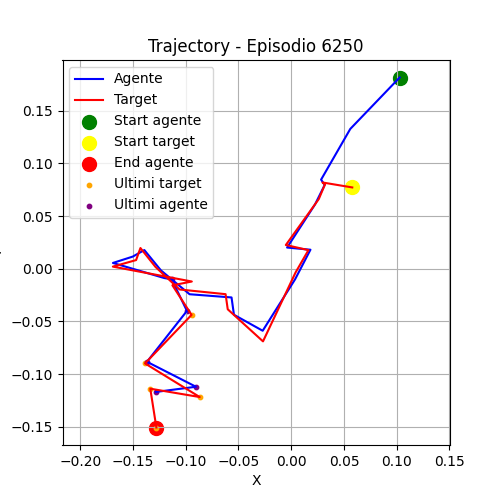 Trajectory - Episodio 6250
Agente
Target
Start agente
Start target
End agente
Ultimi target
Ultimi agente
0.15
0.10
0.05
0.00
−0.05
−0.10
−0.15
−0.20 −0.15 −0.10 −0.05 0.00 0.05 0.10 0.15
X